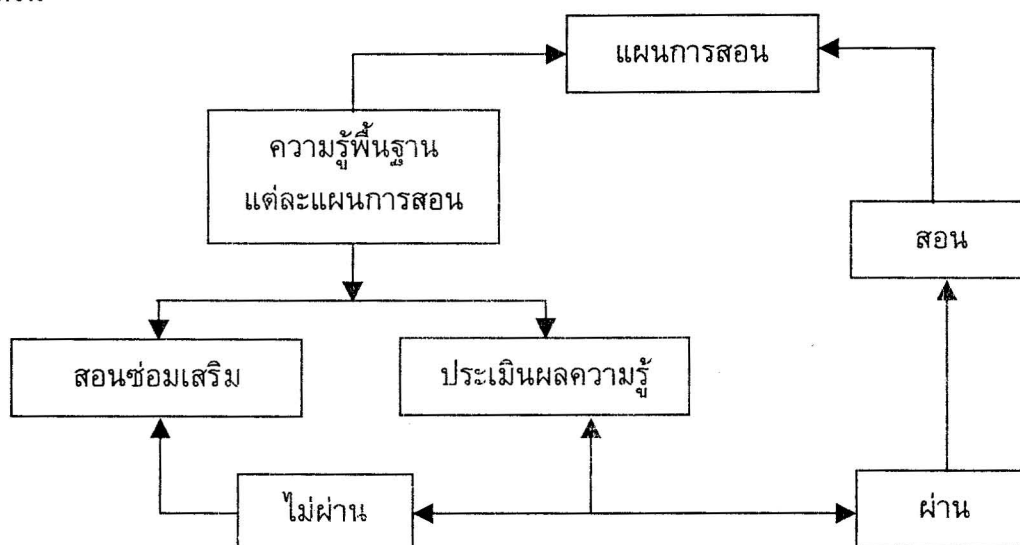 แผนการสอน
ความรู้พื้นฐาน
แต่ละแผนการสอน
สอน
สอนซ่อมเสริม
ประเมินผลความรู้
ไม่ผ่าน
ผ่าน